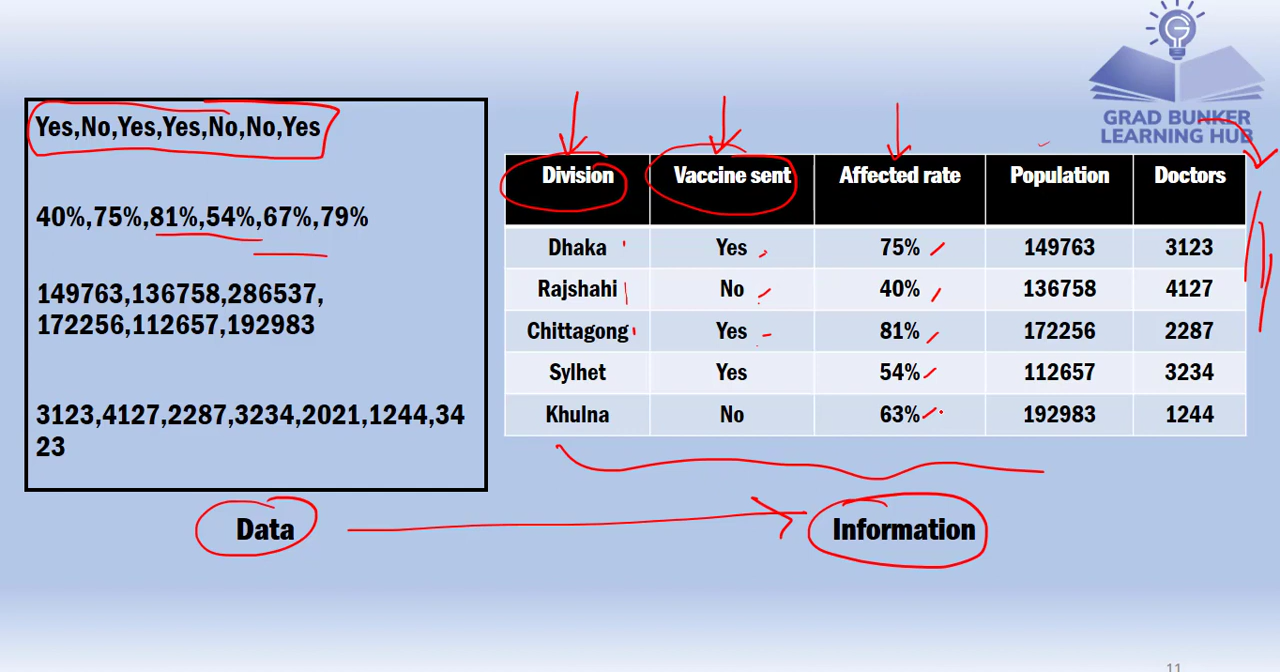 GRAD BUNKER
LEARNING HUB
Yes,No,Yes,Yes,No,No,Yes
40%,75%,81%,54%,67%,79%
149763,136758,286537,
172256,112657,192983
3123,4127,2287,3234,2021,1244,34
23
Data
Division Vaccine sent Affected rate Population Doctors
Dhaka Yes 75% 149763 3123
Rajshahi No 40% 136758 4127
Chittagong Yes 81% 172256 2287
Sylhet Yes 54% 112657 3234
Khulna No 63% 192983 1244
Information
11